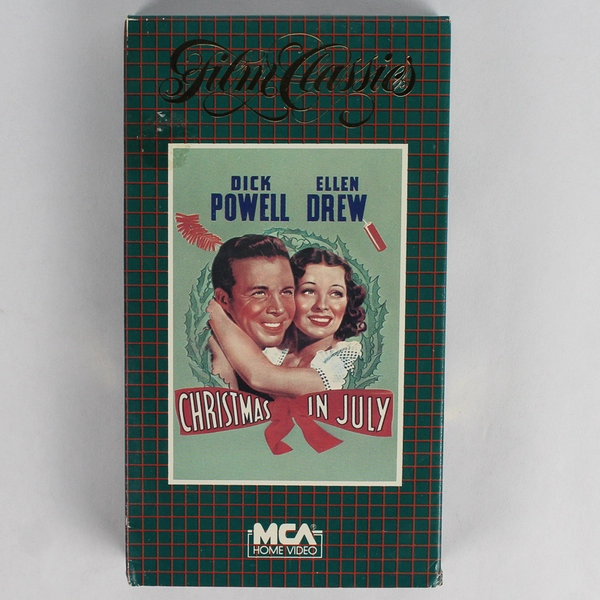 Film Classics
DICK ELLEN
POWELL DREW
CHRISTMAS IN JULY
MCA®
HOME VIDEO